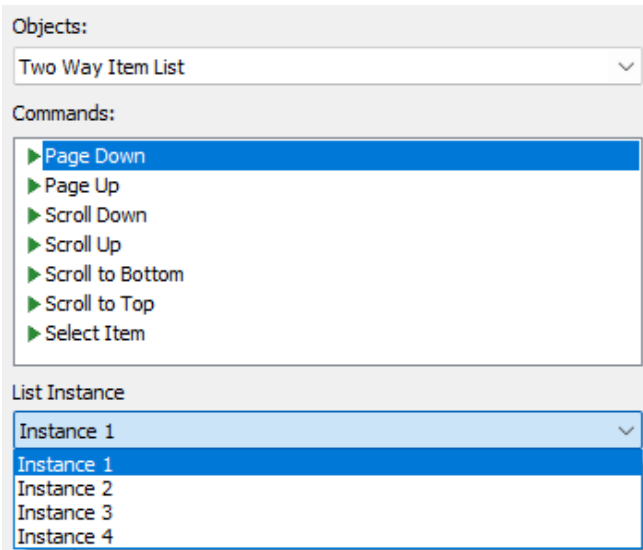 Objects:
Two Way Item List
Commands:
Page Down
Page Up
Scroll Down
Scroll Up
Scroll to Bottom
Scroll to Top
Select Item
List Instance
Instance 1
Instance 1
Instance 2
Instance 3
Instance 4